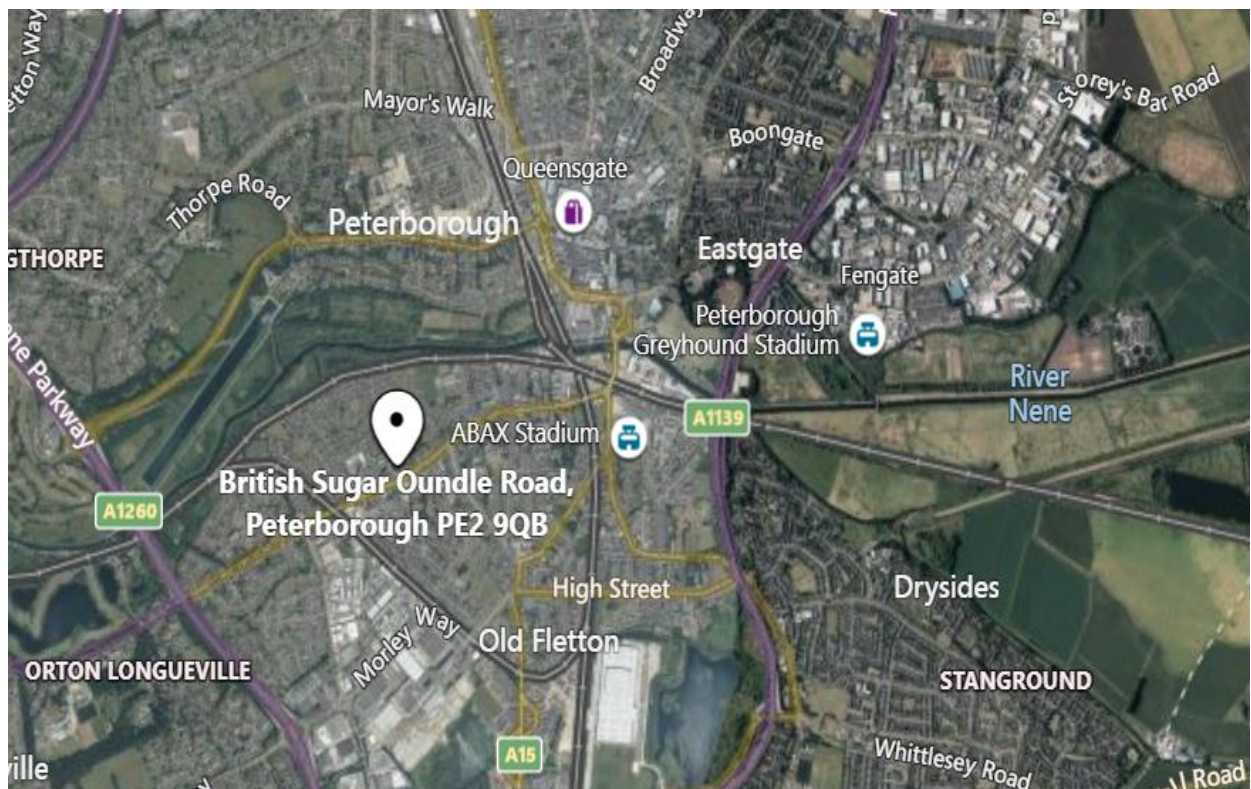 Mayor's Walk
Broadway
Storey's Bar Road
Boongate
Queensgate
Thorpe Road
Peterborough
Eastgate
GTHORPE
Fengate
Peterborough
Greyhound Stadium
River
Nene
Parkway
A1139
ABAX Stadium
British Sugar Oundle Road,
Peterborough PE2 9QB
A1260
High Street
Drysides
Morley Way
Old Fletton
ORTON LONGUEVILLE
STANGROUND
A15
Whittlesey Road
ville
Road